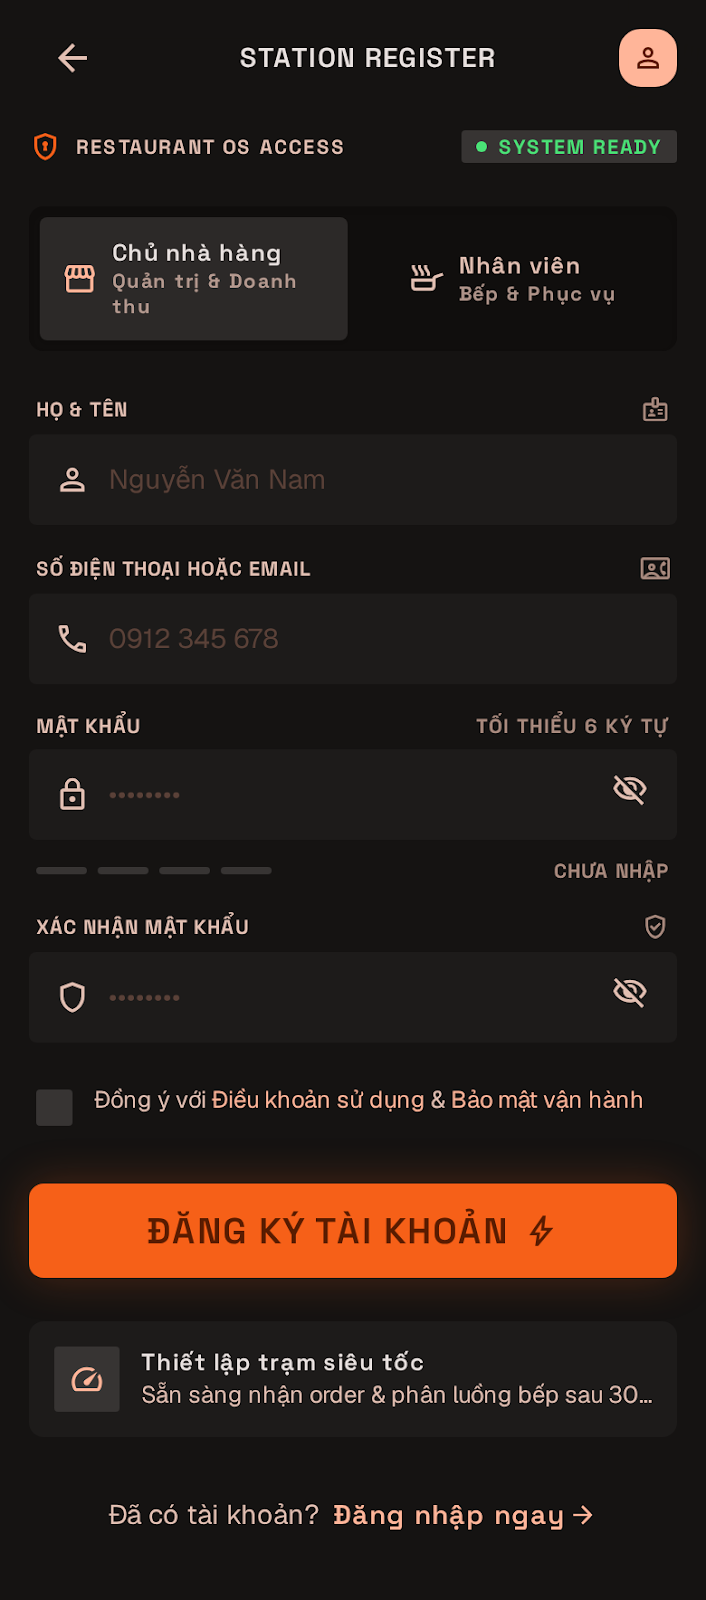 STATION REGISTER
RESTAURANT OS ACCESS
SYSTEM READY
Chủ nhà hàng
Quản trị & Doanh
thu
Nhân viên
Bếp & Phục vụ
HỌ & TÊN
Nguyễn Văn Nam
SỐ ĐIỆN THOẠI HOẶC EMAIL
0912 345 678
MẬT KHẨU
TỐI THIỂU 6 KÝ TỰ
••••••••
CHƯA NHẬP
XÁC NHẬN MẬT KHẨU
••••••••
Đồng ý với Điều khoản sử dụng & Bảo mật vận hành
ĐĂNG KÝ TÀI KHOẢN
Thiết lập trạm siêu tốc
Sẵn sàng nhận order & phân luồng bếp sau 30...
Đã có tài khoản? Đăng nhập ngay →